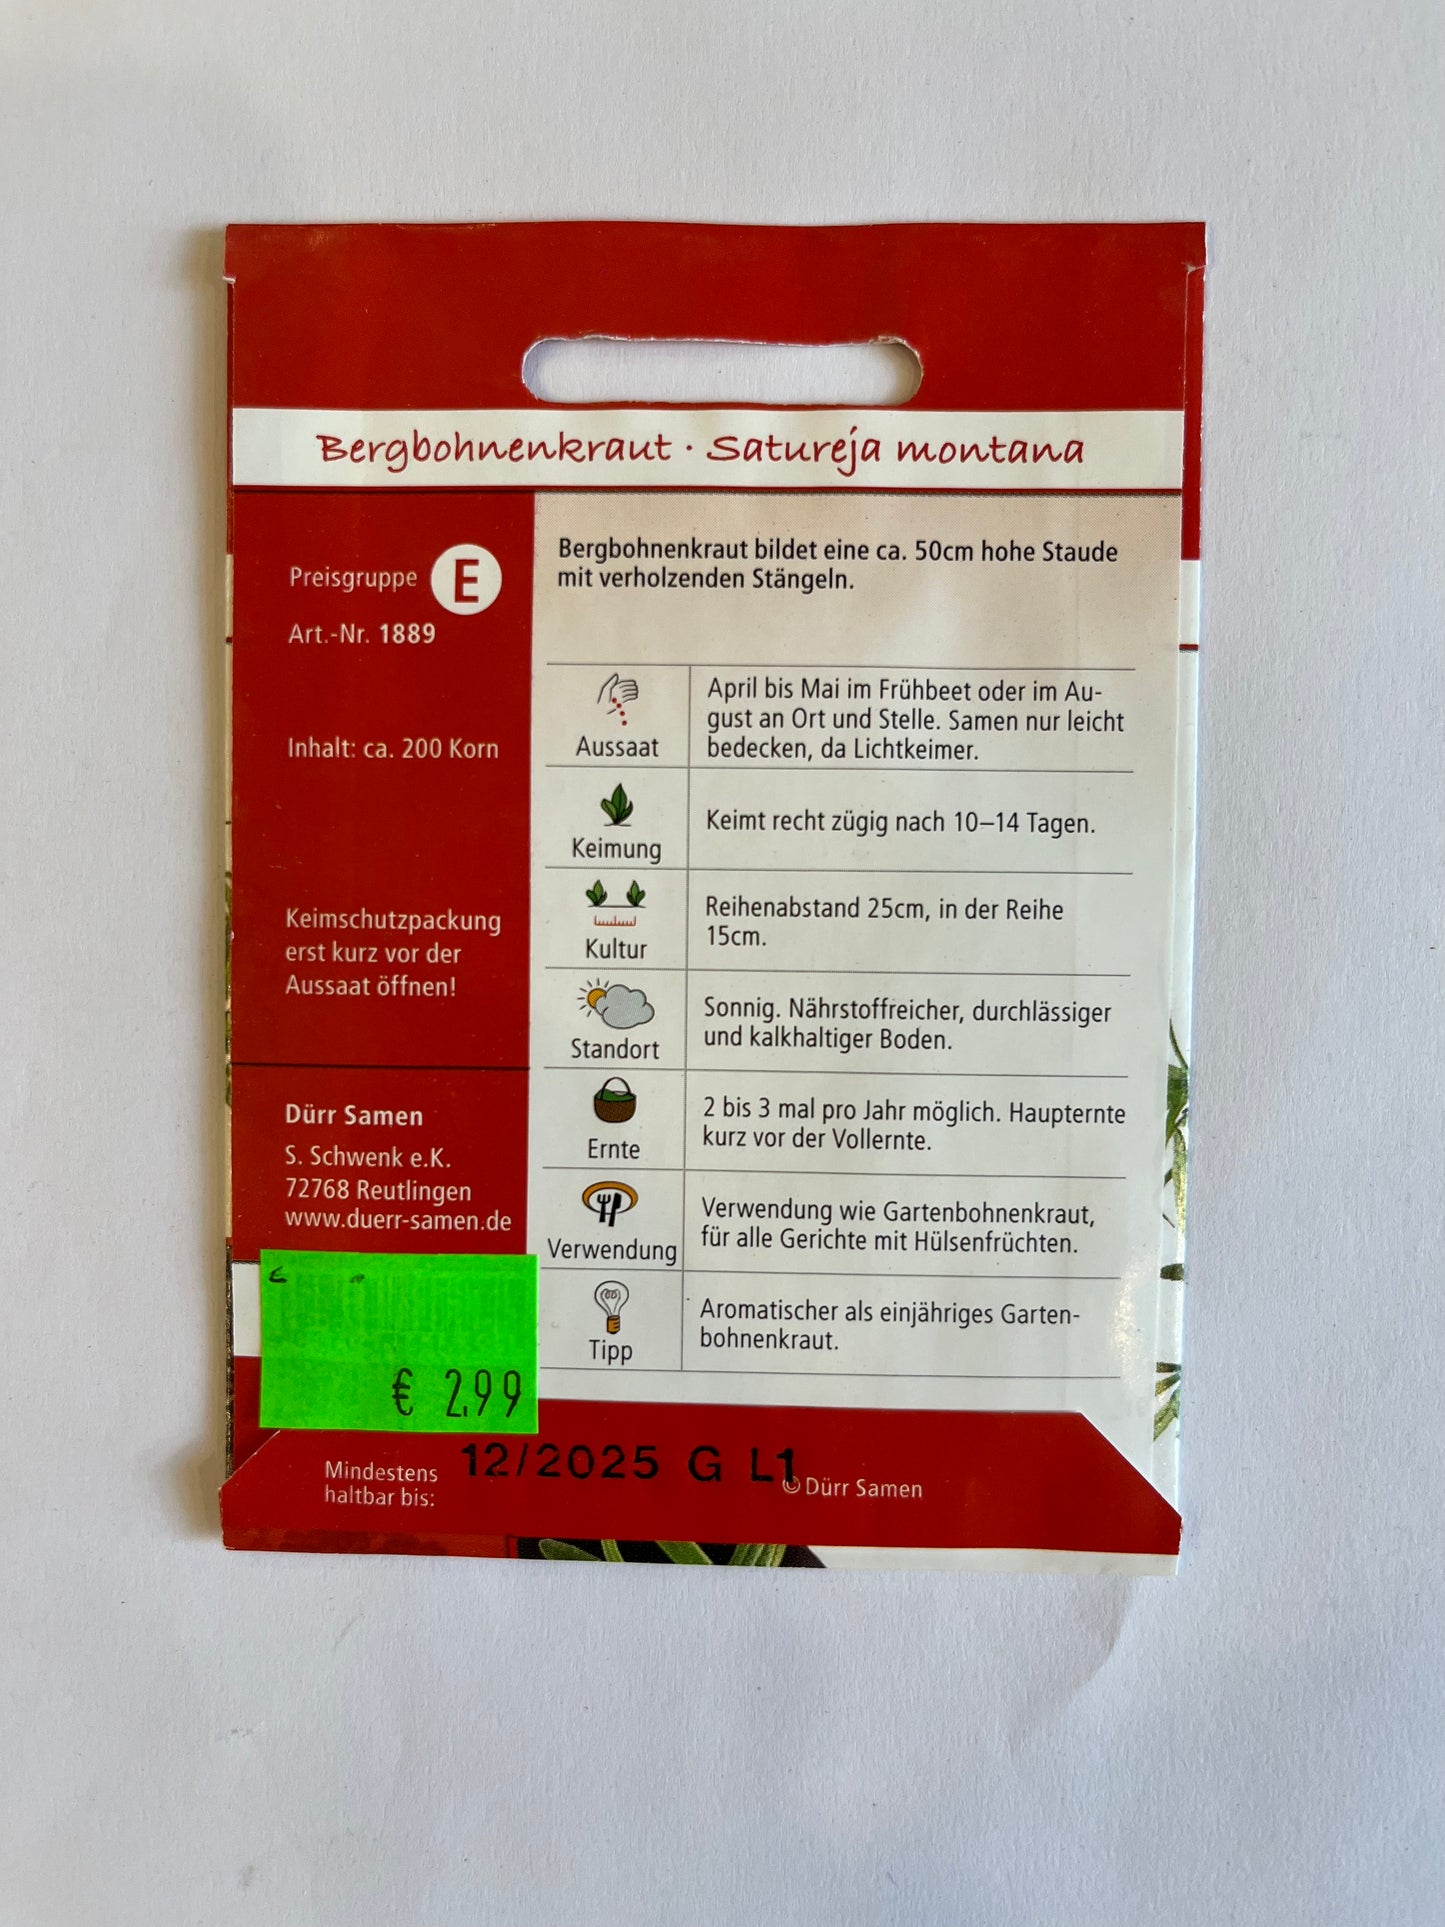 Bergbohnenkraut · Satureja montana
Preisgruppe E
Art.-Nr. 1889
Inhalt: ca. 200 Korn
Keimschutzpackung
erst kurz vor der
Aussaat öffnen!
Dürr Samen
S. Schwenk e.K.
72768 Reutlingen
www.duerr-samen.de
€ 2,99
Bergbohnenkraut bildet eine ca. 50cm hohe Staude
mit verholzenden Stängeln.
Aussaat
April bis Mai im Frühbeet oder im Au-
gust an Ort und Stelle. Samen nur leicht
bedecken, da Lichtkeimer.
Keimung
Keimt recht zügig nach 10–14 Tagen.
Kultur
Reihenabstand 25cm, in der Reihe
15cm.
Standort
Sonnig. Nährstoffreicher, durchlässiger
und kalkhaltiger Boden.
Ernte
2 bis 3 mal pro Jahr möglich. Haupternte
kurz vor der Vollernte.
Verwendung
Verwendung wie Gartenbohnenkraut,
für alle Gerichte mit Hülsenfrüchten.
Tipp
Aromatischer als einjähriges Garten-
bohnenkraut.
Mindestens
haltbar bis:
12/2025 G L1
© Dürr Samen